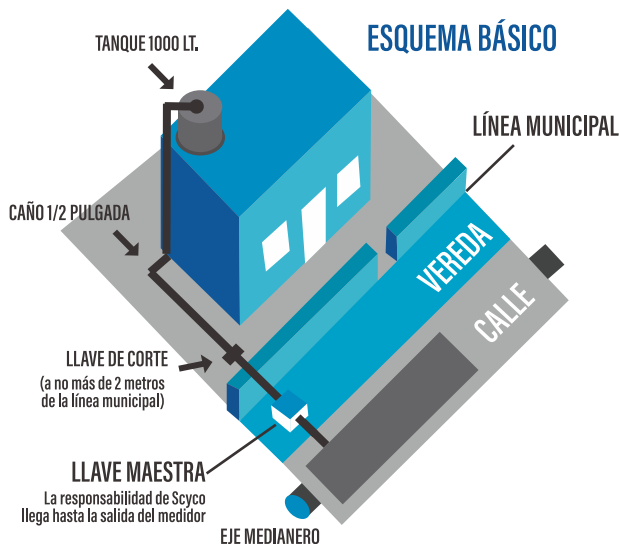 ESQUEMA BÁSICO
TANQUE 1000 LT.
LÍNEA MUNICIPAL
CAÑO 1/2 PULGADA
VEREDA
CALLE
LLAVE DE CORTE
(a no más de 2 metros
de la línea municipal)
LLAVE MAESTRA
La responsabilidad de Scyco
llega hasta la salida del medidor
EJE MEDIANERO